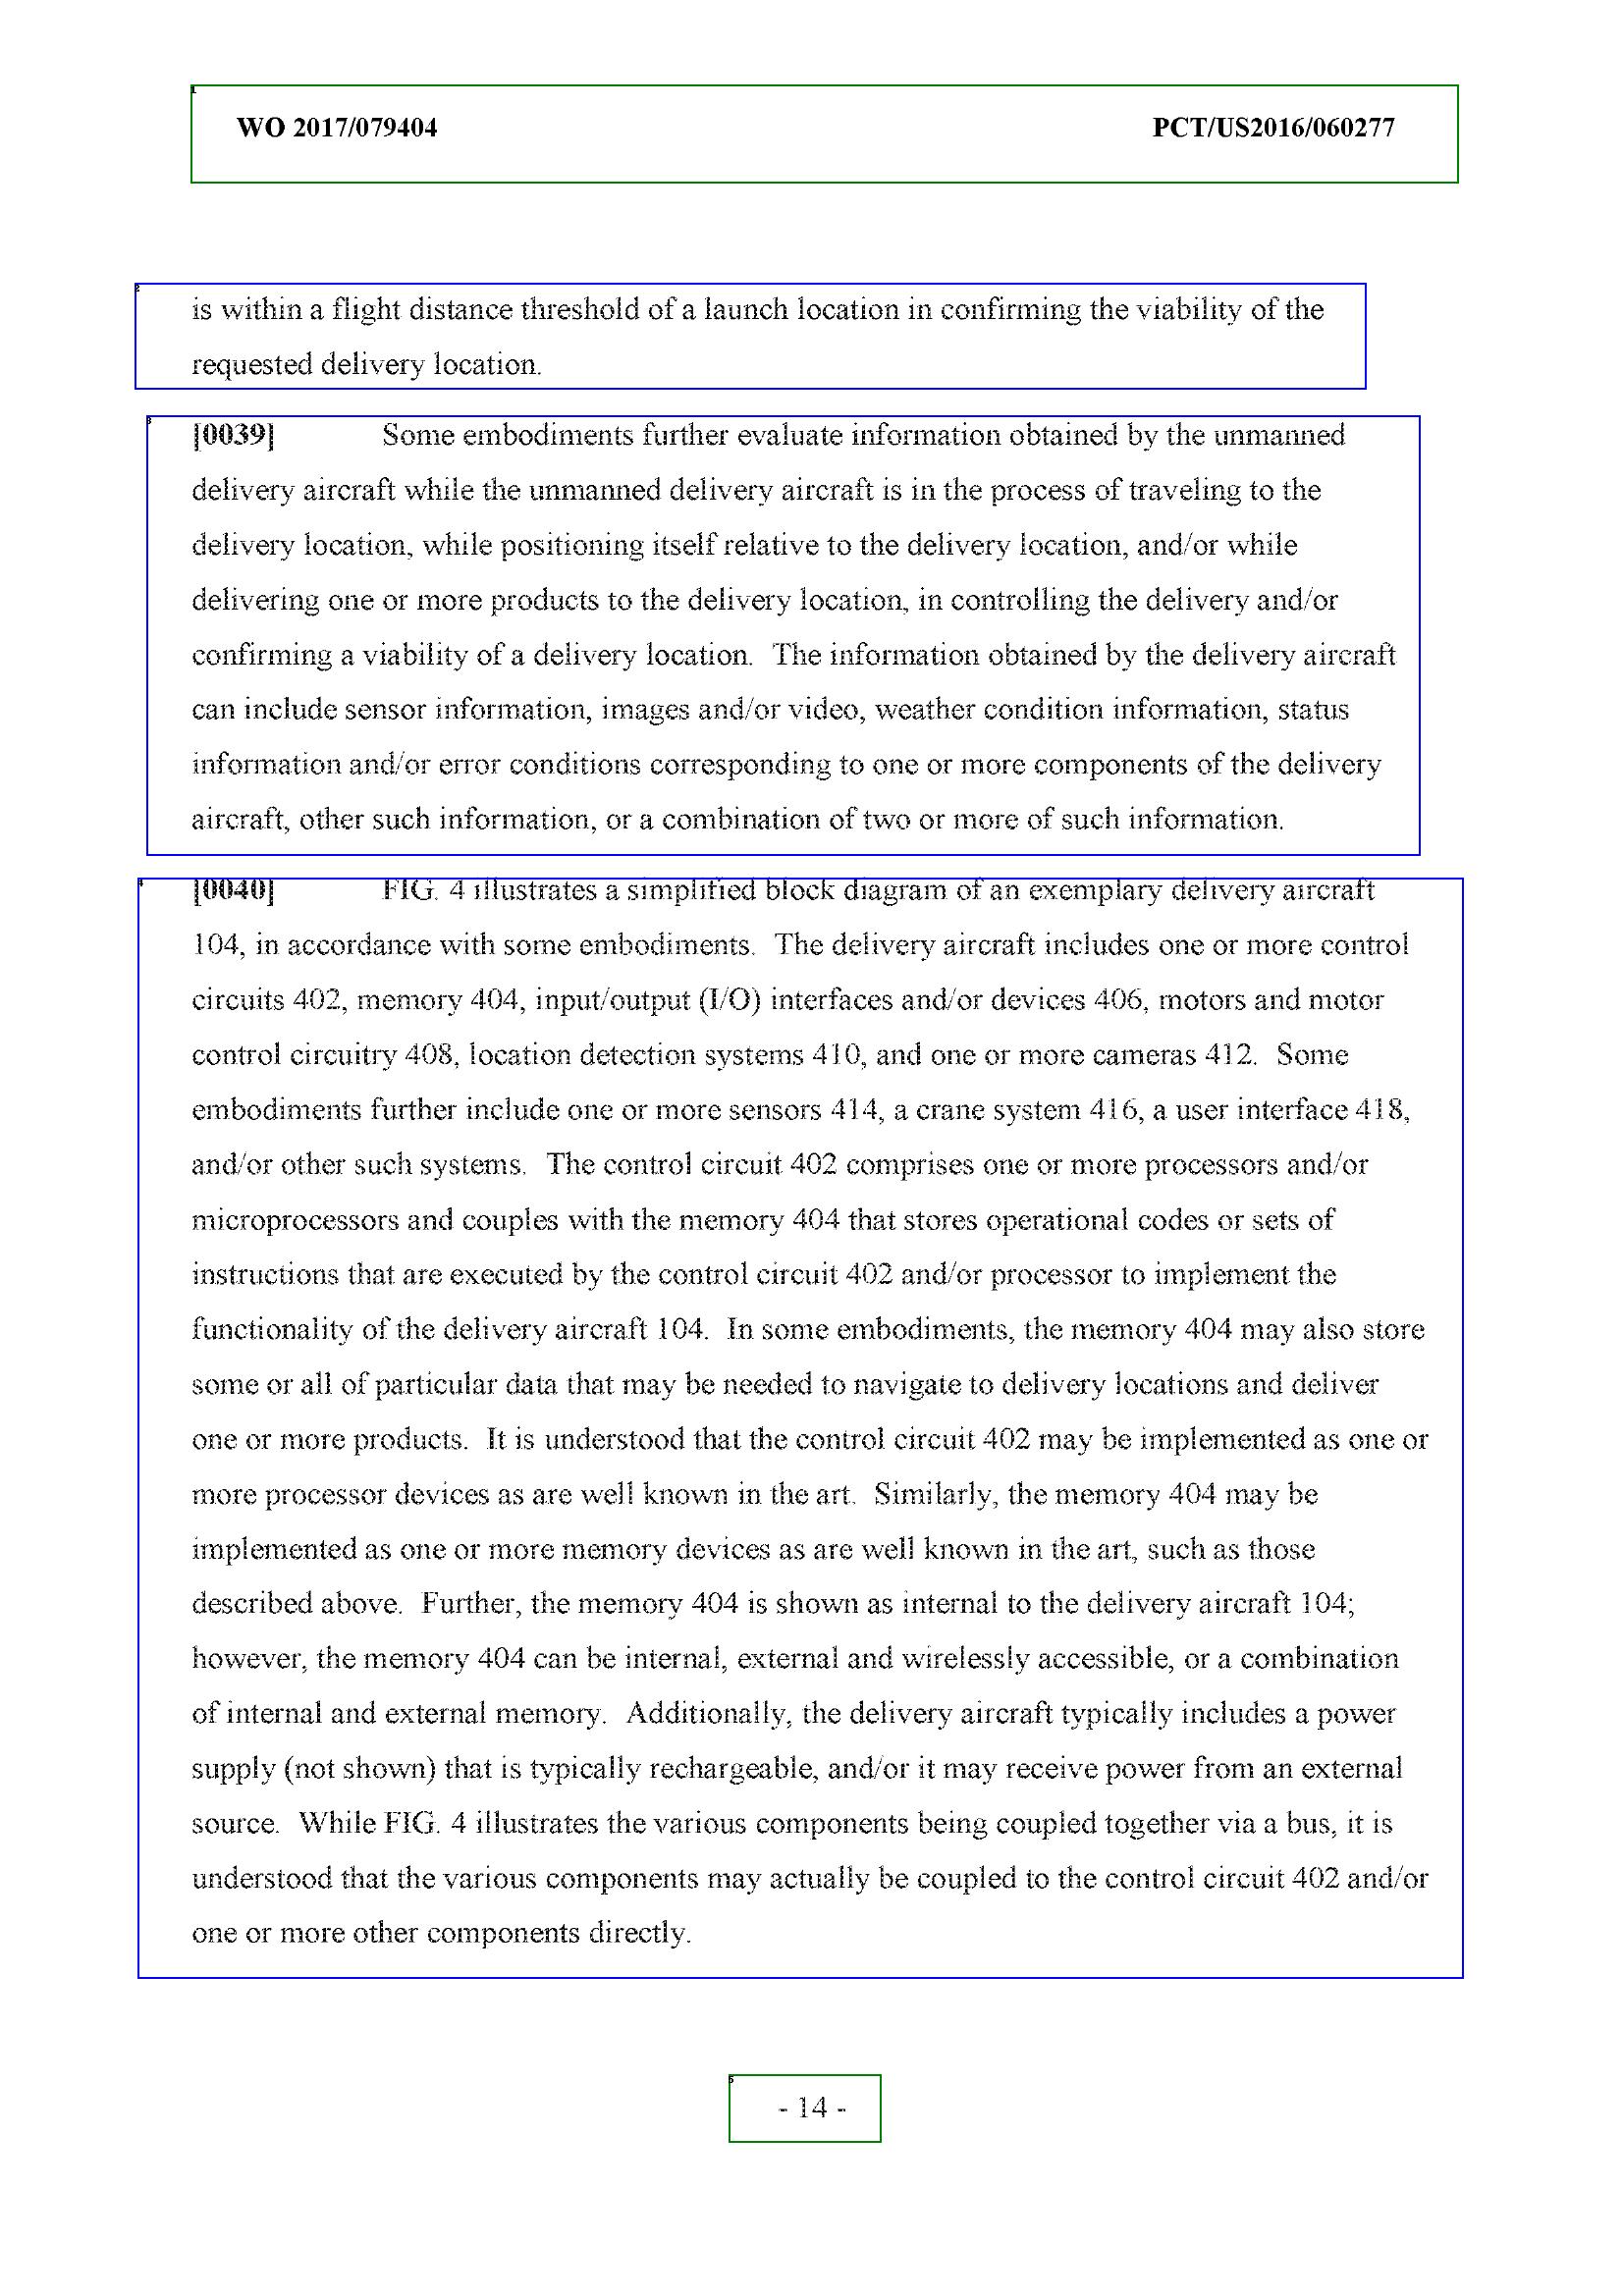 WO 2017/079404 PCT/US2016/060277
is within a flight distance threshold of a launch location in confirming the viability of the
requested delivery location.
[0039] Some embodiments further evaluate information obtained by the unmanned
delivery aircraft while the unmanned delivery aircraft is in the process of traveling to the
delivery location, while positioning itself relative to the delivery location, and/or while
delivering one or more products to the delivery location, in controlling the delivery and/or
confirming a viability of a delivery location. The information obtained by the delivery aircraft
can include sensor information, images and/or video, weather condition information, status
information and/or error conditions corresponding to one or more components of the delivery
aircraft, other such information, or a combination of two or more of such information.
[0040] FIG. 4 illustrates a simplified block diagram of an exemplary delivery aircraft
104, in accordance with some embodiments. The delivery aircraft includes one or more control
circuits 402, memory 404, input/output (I/O) interfaces and/or devices 406, motors and motor
control circuitry 408, location detection systems 410, and one or more cameras 412. Some
embodiments further include one or more sensors 414, a crane system 416, a user interface 418,
and/or other such systems. The control circuit 402 comprises one or more processors and/or
microprocessors and couples with the memory 404 that stores operational codes or sets of
instructions that are executed by the control circuit 402 and/or processor to implement the
functionality of the delivery aircraft 104. In some embodiments, the memory 404 may also store
some or all of particular data that may be needed to navigate to delivery locations and deliver
one or more products. It is understood that the control circuit 402 may be implemented as one or
more processor devices as are well known in the art. Similarly, the memory 404 may be
implemented as one or more memory devices as are well known in the art, such as those
described above. Further, the memory 404 is shown as internal to the delivery aircraft 104;
however, the memory 404 can be internal, external and wirelessly accessible, or a combination
of internal and external memory. Additionally, the delivery aircraft typically includes a power
supply (not shown) that is typically rechargeable, and/or it may receive power from an external
source. While FIG. 4 illustrates the various components being coupled together via a bus, it is
understood that the various components may actually be coupled to the control circuit 402 and/or
one or more other components directly.
- 14 -